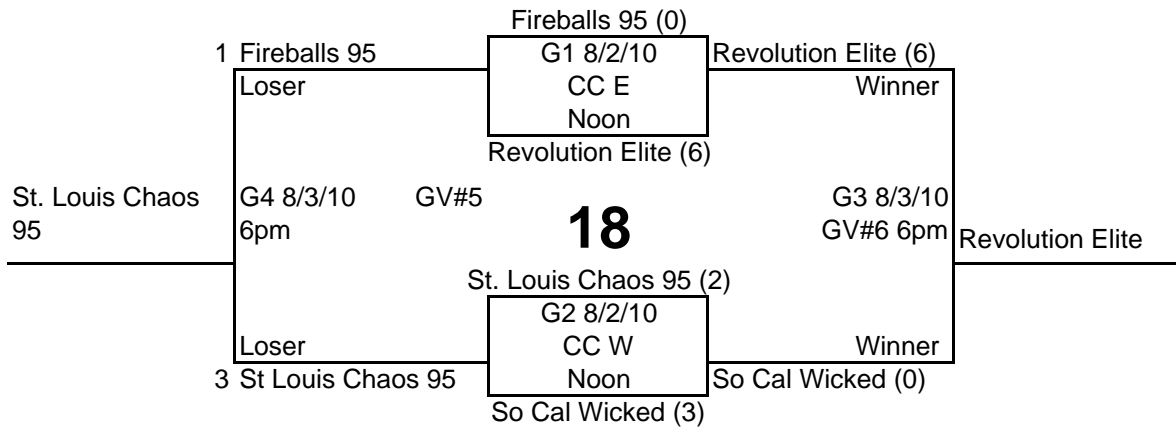 Fireballs 95 (0)
1 Fireballs 95
G1 8/2/10
Revolution Elite (6)
Loser
CC E
Winner
Noon
Revolution Elite (6)
St. Louis Chaos
95
G4 8/3/10 GV#5
6pm
18
G3 8/3/10
GV#6 6pm
Revolution Elite
St. Louis Chaos 95 (2)
G2 8/2/10
Loser
CC W
Winner
3 St Louis Chaos 95
Noon
So Cal Wicked (0)
So Cal Wicked (3)